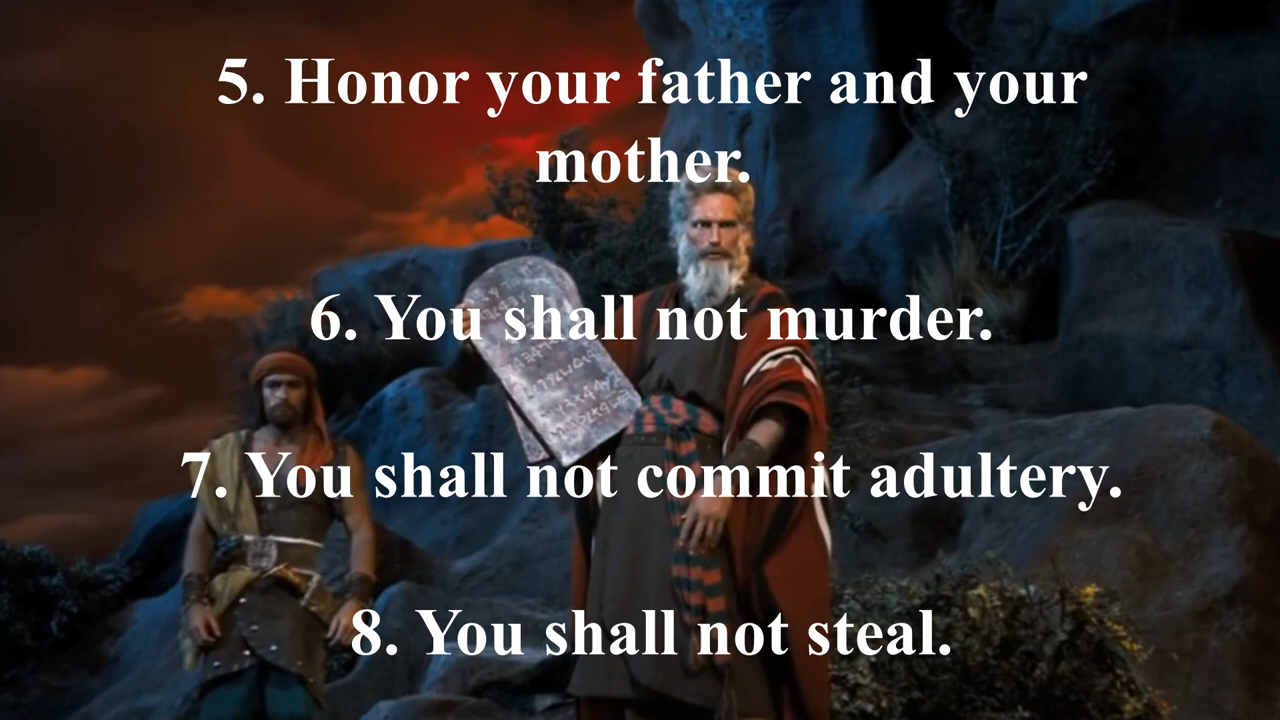 5. Honor your father and your
mother.
6. You shall not murder.
7. You shall not commit adultery.
8. You shall not steal.